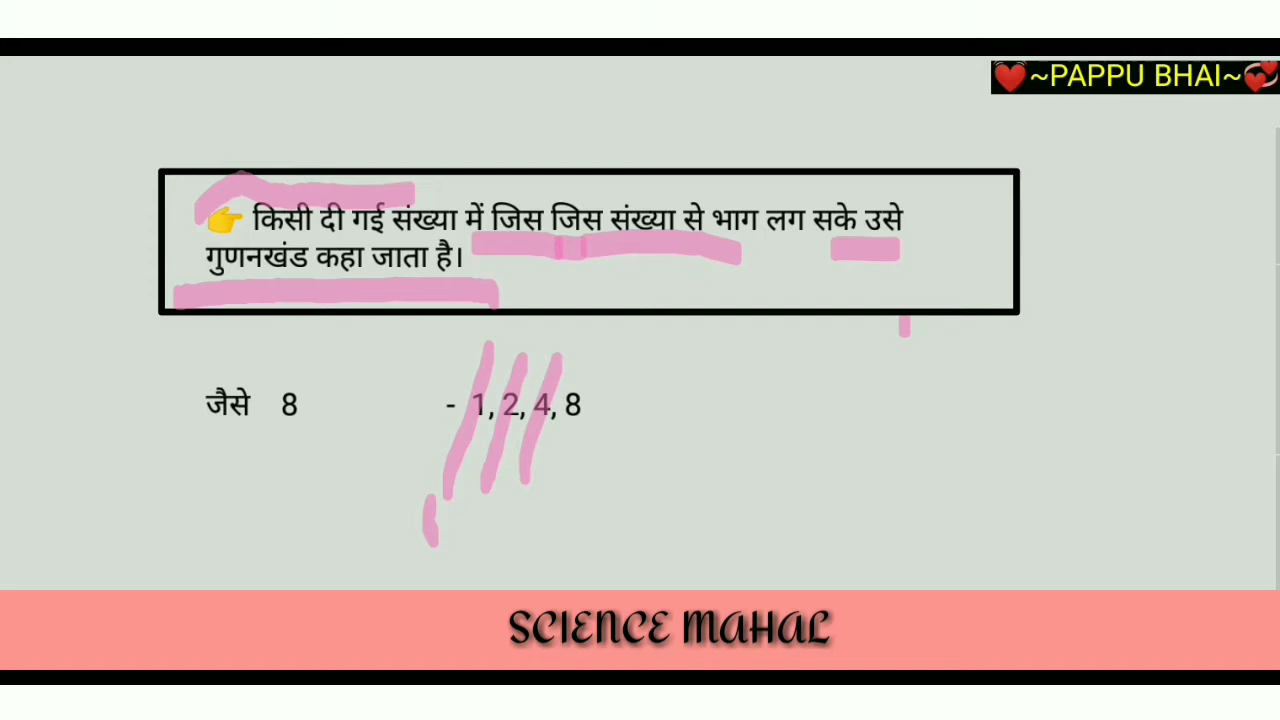 ❤️~PAPPU BHAI~💞
👉 किसी दी गई संख्या में जिस जिस संख्या से भाग लग सके उसे
गुणनखंड कहा जाता है।
जैसे 8 - 1, 2, 4, 8
SCIENCE MAHAL